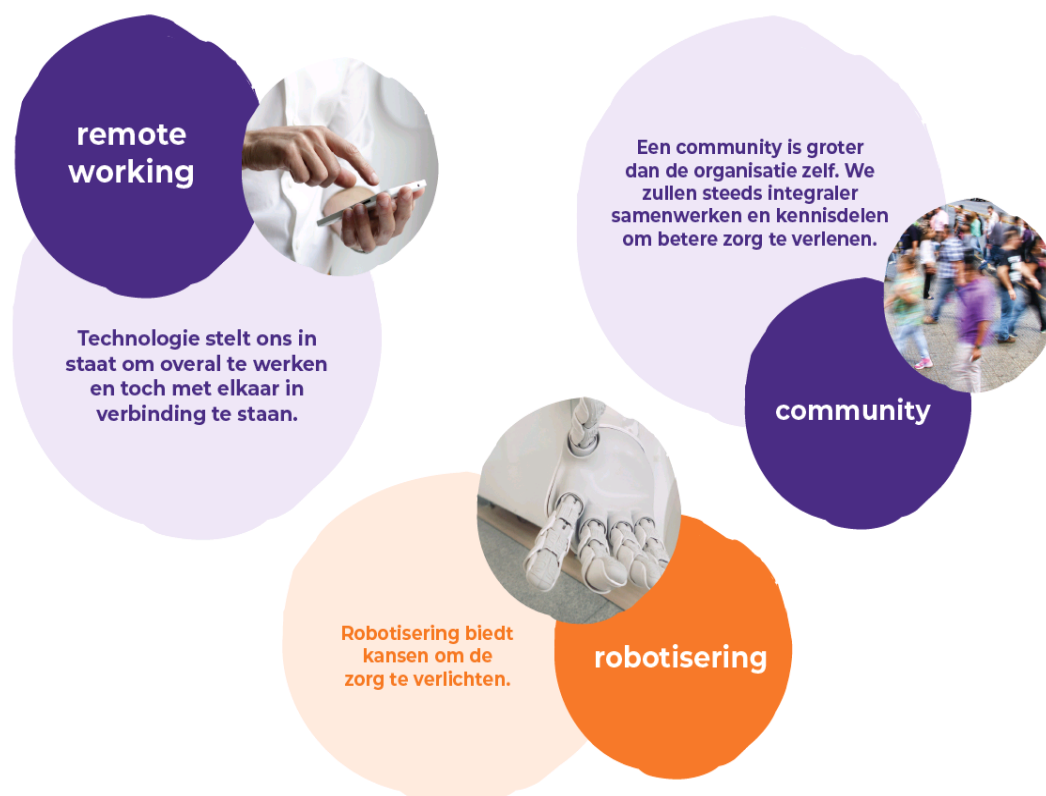 remote
working
Technologie stelt ons in
staat om overal te werken
en toch met elkaar in
verbinding te staan.
Een community is groter
dan de organisatie zelf. We
zullen steeds integraler
samenwerken en kennisdelen
om betere zorg te verlenen.
community
Robotisering biedt
kansen om de
zorg te verlichten.
robotisering